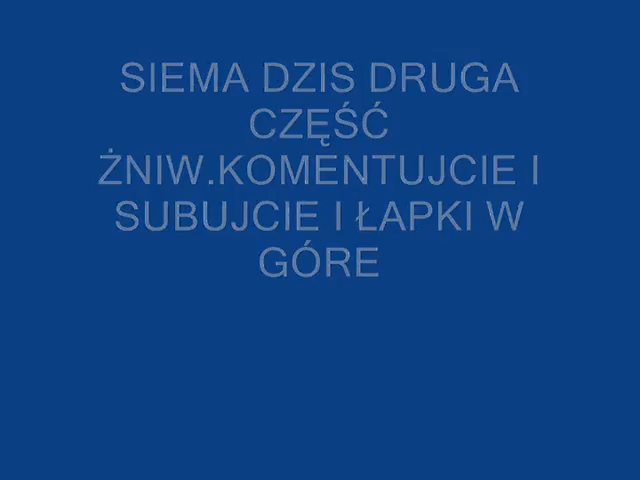 SIEMA DZIS DRUGA
CZĘŚĆ
ŻNIW.KOMENTUJCIE I
SUBUJCIE I ŁAPKI W
GÓRE